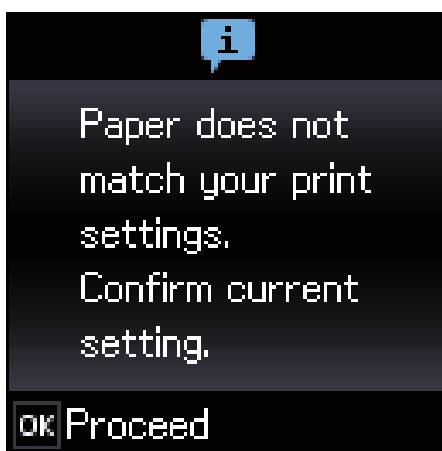 i
Paper does not
match your print
settings.
Confirm current
setting.
OK Proceed